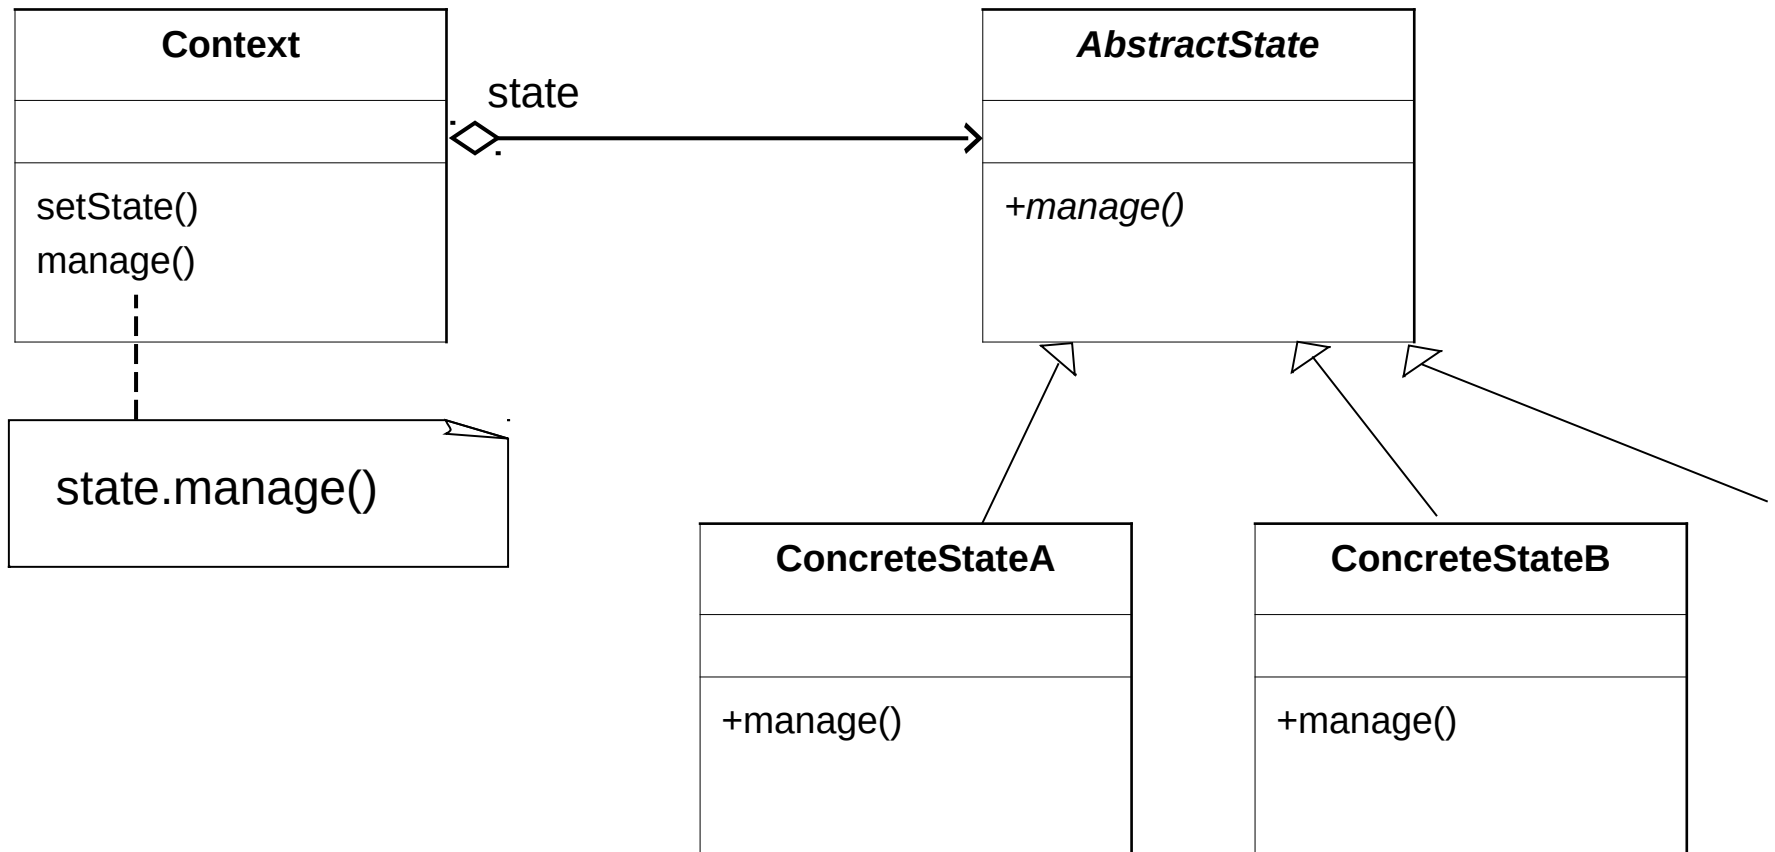 Context
state
setState()
manage()
state.manage()
AbstractState
+manage()
ConcreteStateA
+manage()
ConcreteStateB
+manage()